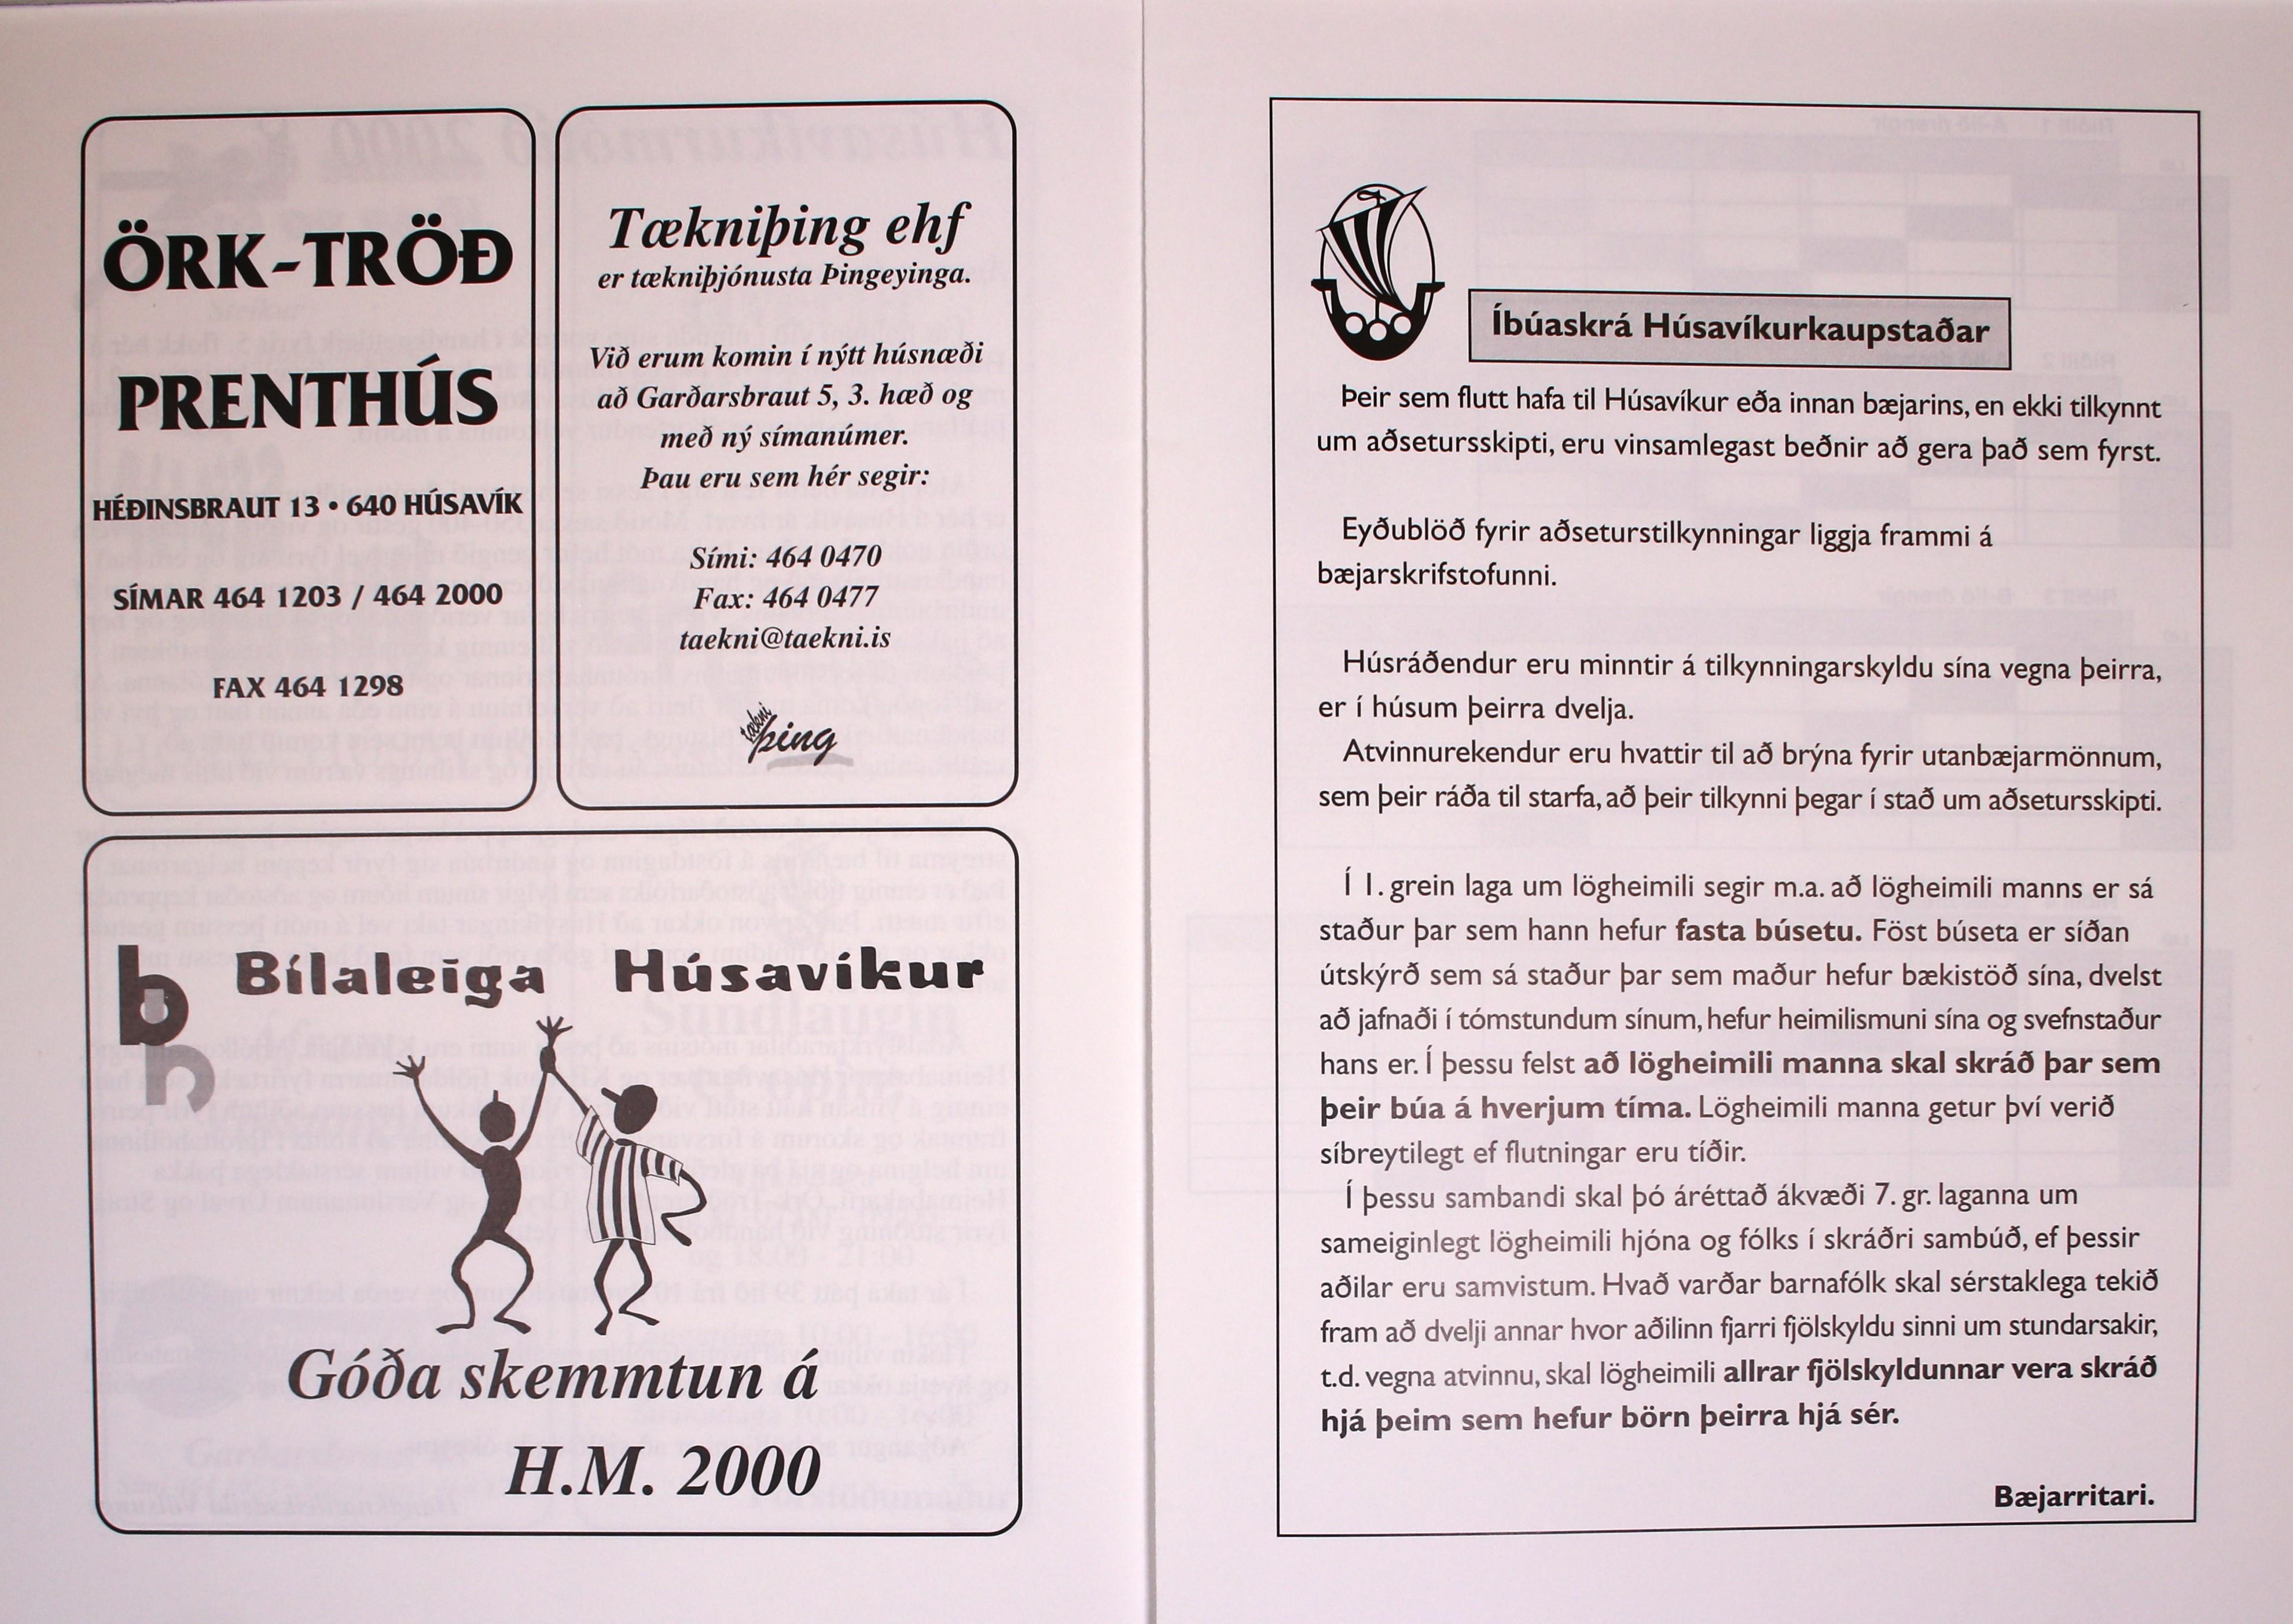 ÖRK-TRÖÐ
PRENTHÚS
HÉÐINSBRAUT 13 • 640 HÚSAVÍK
SÍMAR 464 1203 / 464 2000
FAX 464 1298
Tækniþing ehf
er tækniþjónusta Þingeyinga.
Við erum komin í nýtt húsnæði
að Garðarsbraut 5, 3. hæð og
með ný símanúmer.
Þau eru sem hér segir:
Sími: 464 0470
Fax: 464 0477
taekni@taekni.is
tækni
þing
Bílaleiga Húsavíkur
Góða skemmtun á
H.M. 2000
Íbúaskrá Húsavíkurkaupstaðar
Þeir sem flutt hafa til Húsavíkur eða innan bæjarins, en ekki tilkynnt
um aðsetursskipti, eru vinsamlegast beðnir að gera það sem fyrst.
Eyðublöð fyrir aðseturstilkynningar liggja frammi á
bæjarskrifstofunni.
Húsráðendur eru minntir á tilkynningarskyldu sína vegna þeirra,
er í húsum þeirra dvelja.
Atvinnurekendur eru hvattir til að brýna fyrir utanbæjarmönnum,
sem þeir ráða til starfa, að þeir tilkynni þegar í stað um aðsetursskipti.
Í 1. grein laga um lögheimili segir m.a. að lögheimili manns er sá
staður þar sem hann hefur fasta búsetu. Föst búseta er síðan
útskýrð sem sá staður þar sem maður hefur bækistöð sína, dvelst
að jafnaði í tómstundum sínum, hefur heimilismuni sína og svefnstaður
hans er. Í þessu felst að lögheimili manna skal skráð þar sem
þeir búa á hverjum tíma. Lögheimili manna getur því verið
síbreytilegt ef flutningar eru tíðir.
Í þessu sambandi skal þó áréttað ákvæði 7. gr. laganna um
sameiginlegt lögheimili hjóna og fólks í skráðri sambúð, ef þessir
aðilar eru samvistum. Hvað varðar barnafólk skal sérstaklega tekið
fram að dvelji annar hvor aðilinn fjarri fjölskyldu sinni um stundarsakir,
t.d. vegna atvinnu, skal lögheimili allrar fjölskyldunnar vera skráð
hjá þeim sem hefur börn þeirra hjá sér.
Bæjarritari.